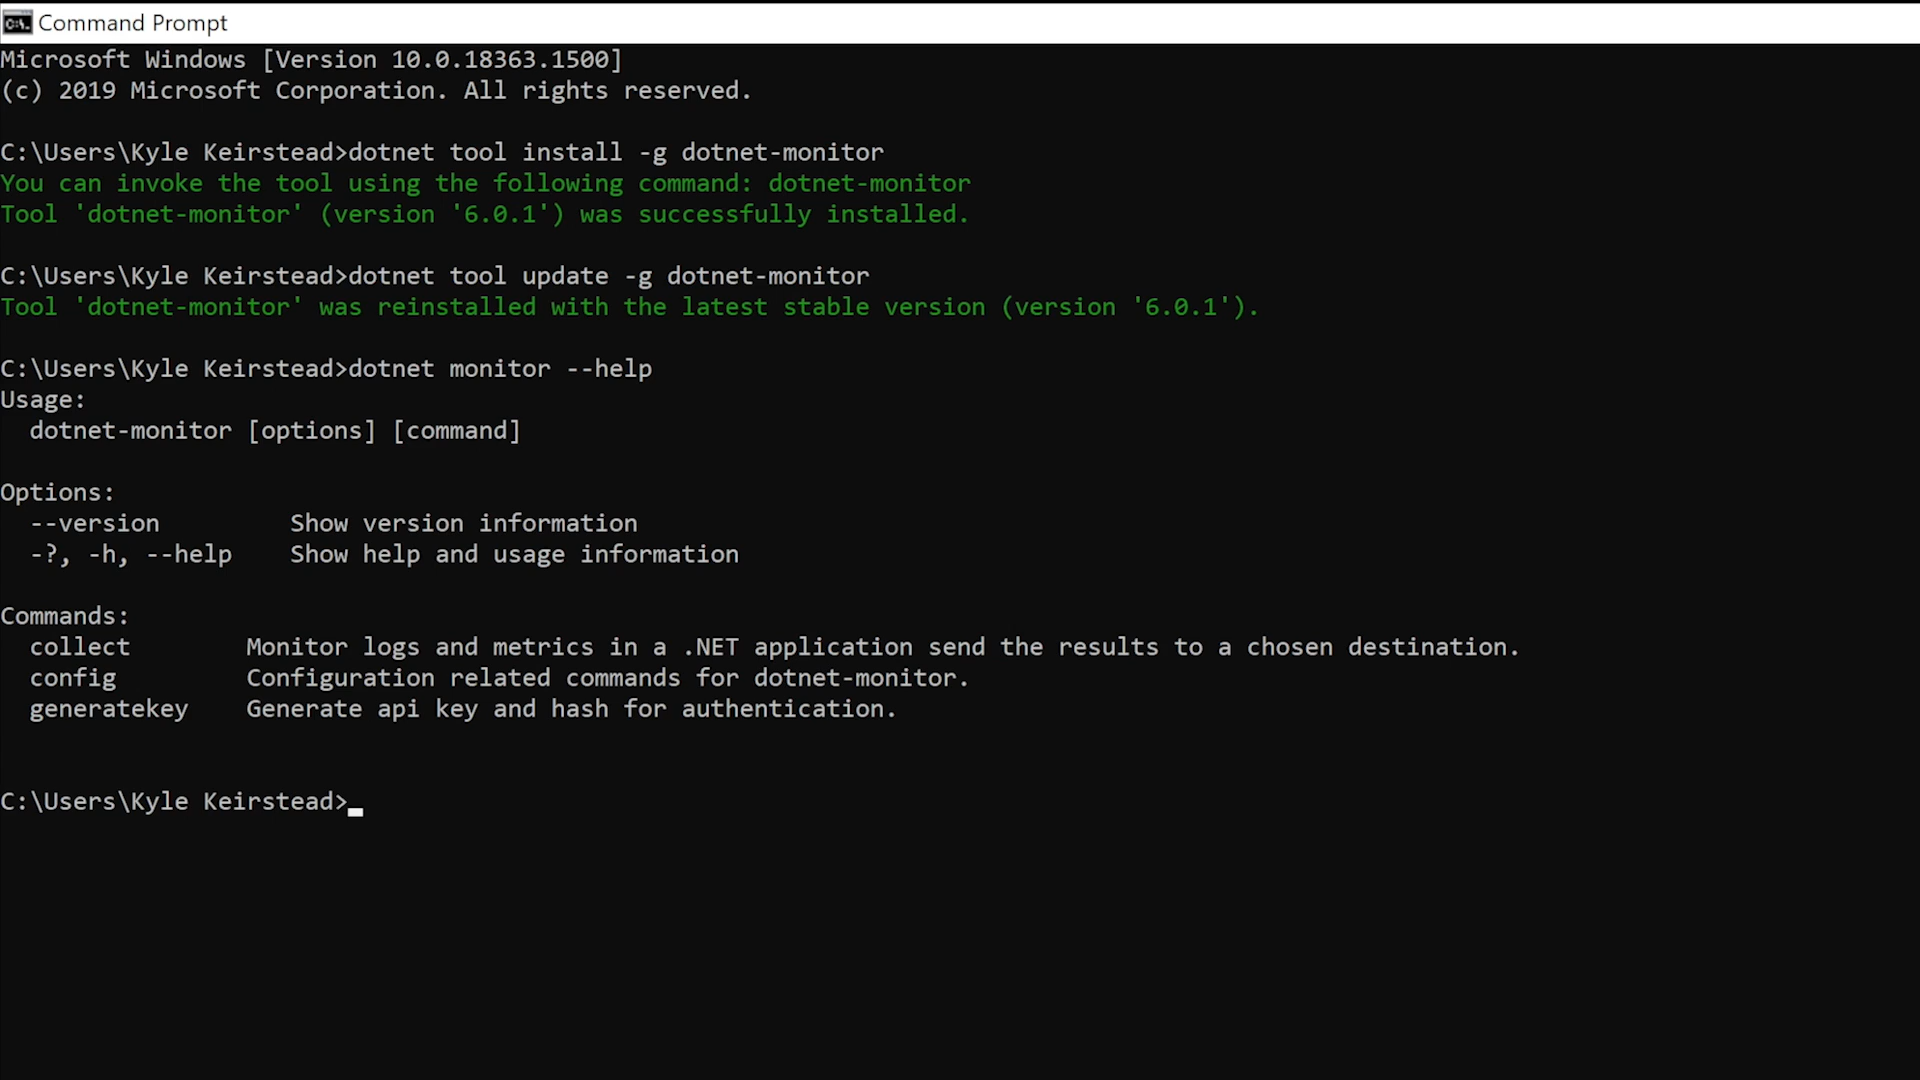 Command Prompt
Microsoft Windows [Version 10.0.18363.1500]
(c) 2019 Microsoft Corporation. All rights reserved.
C:\Users\Kyle Keirstead>dotnet tool install -g dotnet-monitor
You can invoke the tool using the following command: dotnet-monitor
Tool 'dotnet-monitor' (version '6.0.1') was successfully installed.
C:\Users\Kyle Keirstead>dotnet tool update -g dotnet-monitor
Tool 'dotnet-monitor' was reinstalled with the latest stable version (version '6.0.1').
C:\Users\Kyle Keirstead>dotnet monitor --help
Usage:
  dotnet-monitor [options] [command]
Options:
  --version         Show version information
  -?, -h, --help    Show help and usage information
Commands:
  collect        Monitor logs and metrics in a .NET application send the results to a chosen destination.
  config         Configuration related commands for dotnet-monitor.
  generatekey    Generate api key and hash for authentication.
C:\Users\Kyle Keirstead>